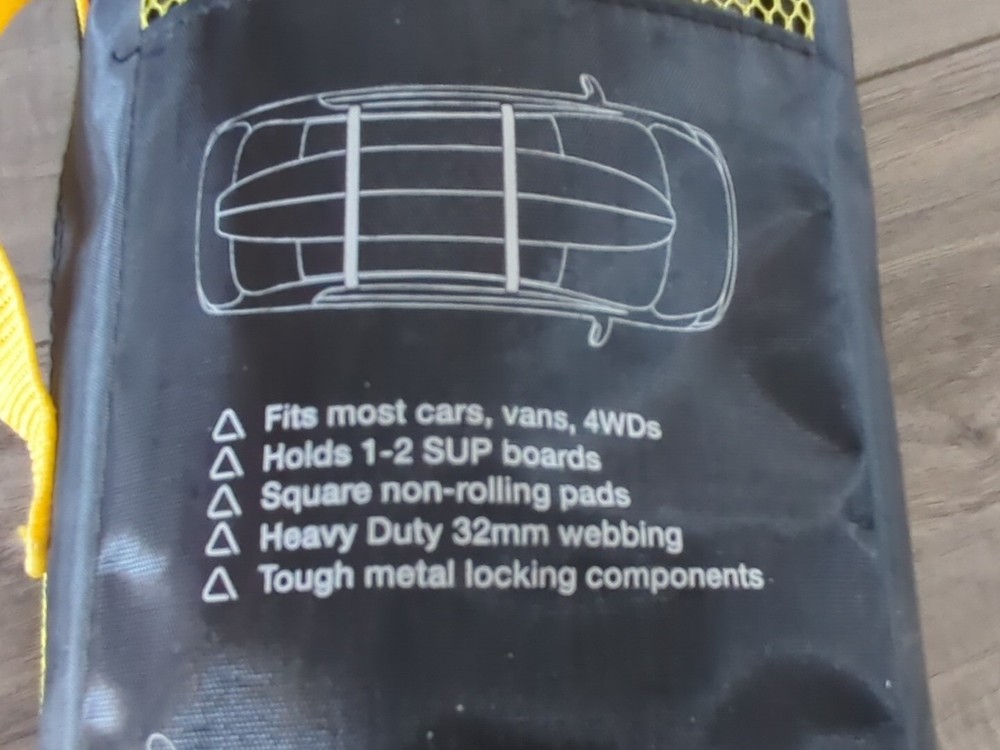 Fits most cars, vans, 4WDs
Holds 1-2 SUP boards
Square non-rolling pads
Heavy Duty 32mm webbing
Tough metal locking components